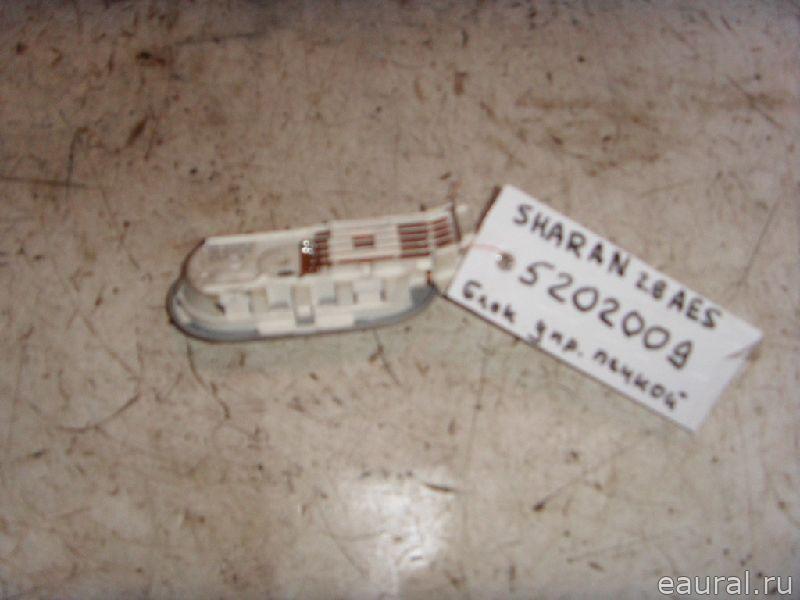 SHARAN 2.8 AES
5202009
Блок упр. печкой
eaural.ru